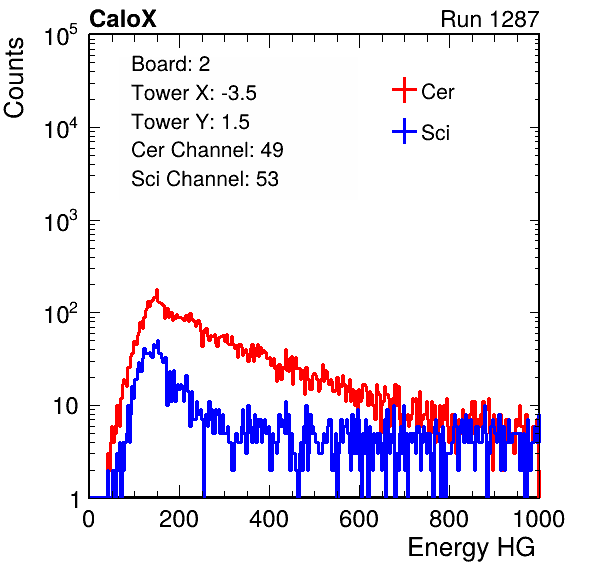 CaloX Run 1287
Counts
Board: 2
Tower X: -3.5
Tower Y: 1.5
Cer Channel: 49
Sci Channel: 53
Cer
Sci
10^5
10^4
10^3
10^2
10
1
0 200 400 600 800 1000
Energy HG